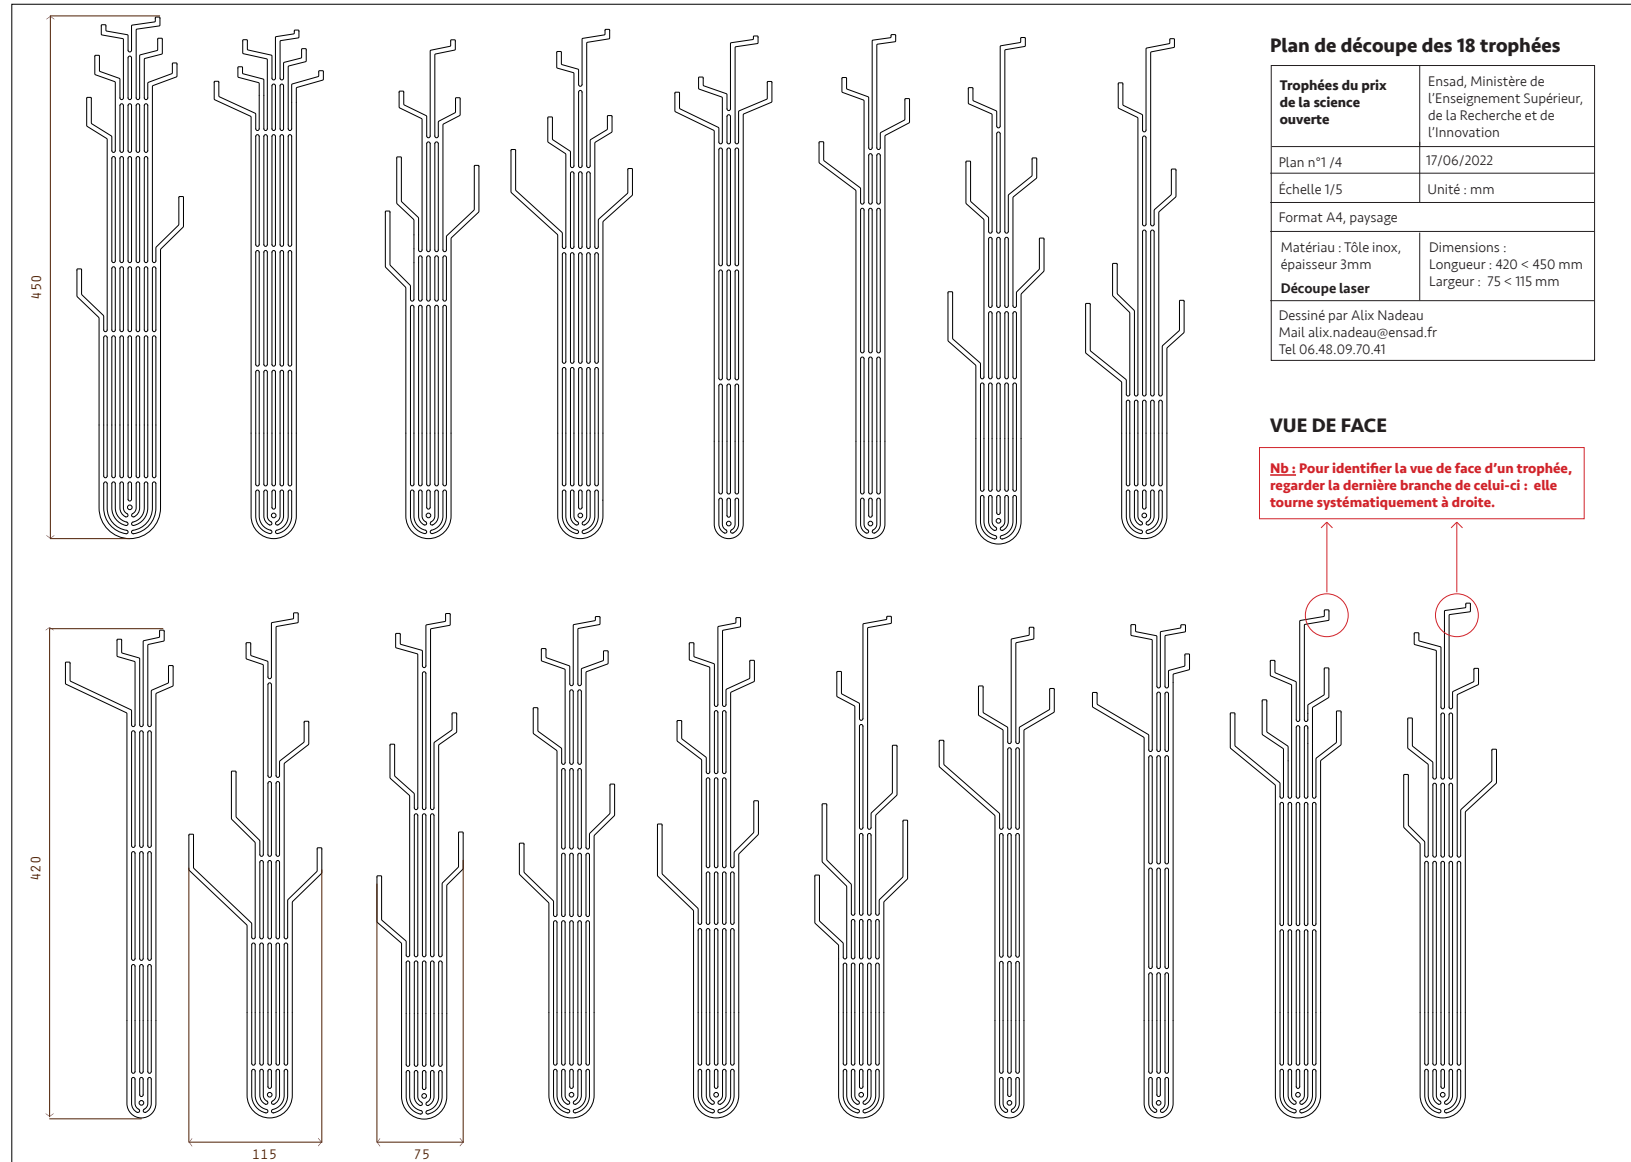 Plan de découpe des 18 trophées
Trophées du prix
de la science
ouverte
Ensad, Ministère de
l'Enseignement Supérieur,
de la Recherche et de
l'Innovation
Plan n°1 /4
17/06/2022
Échelle 1/5
Unité : mm
Format A4, paysage
Matériau : Tôle inox,
épaisseur 3mm
Découpe laser
Dimensions :
Longueur : 420 < 450 mm
Largeur : 75 < 115 mm
Dessiné par Alix Nadeau
Mail alix.nadeau@ensad.fr
Tel 06.48.09.70.41
VUE DE FACE
Nb : Pour identifier la vue de face d'un trophée,
regarder la dernière branche de celui-ci : elle
tourne systématiquement à droite.
450
420
115
75